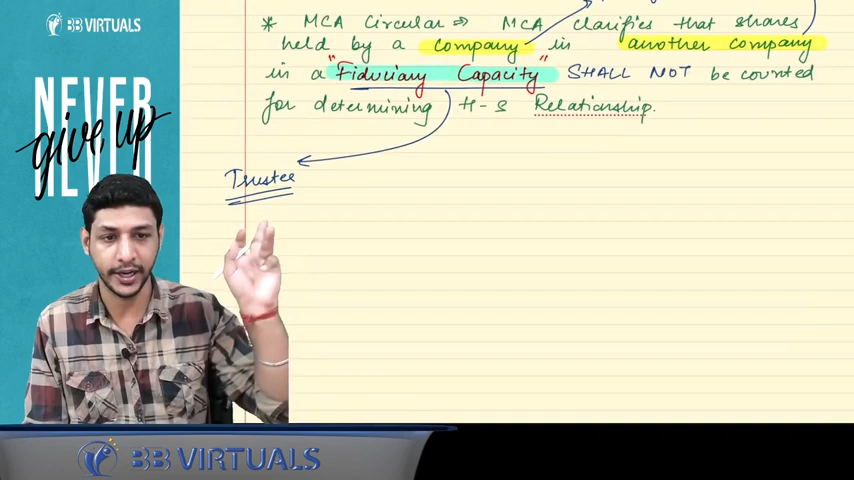 BB VIRTUALS
* MCA Circular ⇒ MCA clarifies that shares
held by a company in another company
in a "Fiduciary Capacity" SHALL NOT be counted
for determining H-S Relationship.
Trustee
NEVER
give up
NEVER
BB VIRTUALS